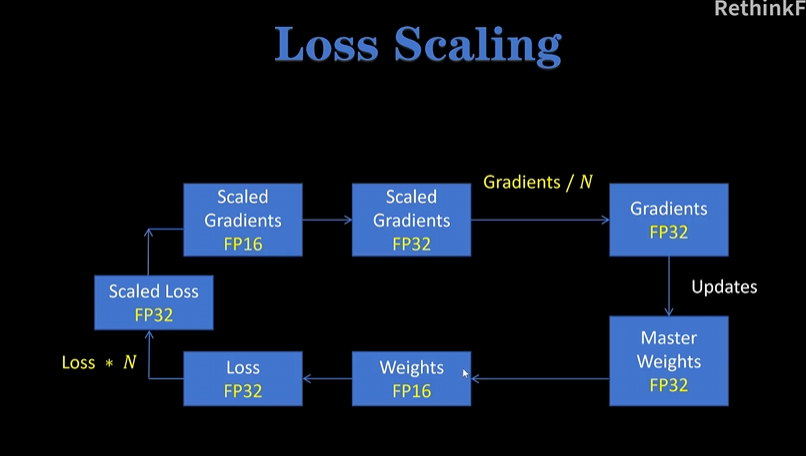 RethinkF
Loss Scaling
Gradients / N
Scaled
Gradients
FP16
Scaled
Gradients
FP32
Gradients
FP32
Updates
Scaled Loss
FP32
Master
Weights
FP32
Loss * N
Loss
FP32
Weights
FP16